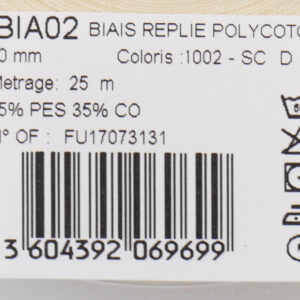 BIA02 BIAIS REPLIE POLYCOTO
0 mm Coloris :1002 - SC D
Metrage: 25 m
5% PES 35% CO
N° OF : FU17073131
3 604392 069699